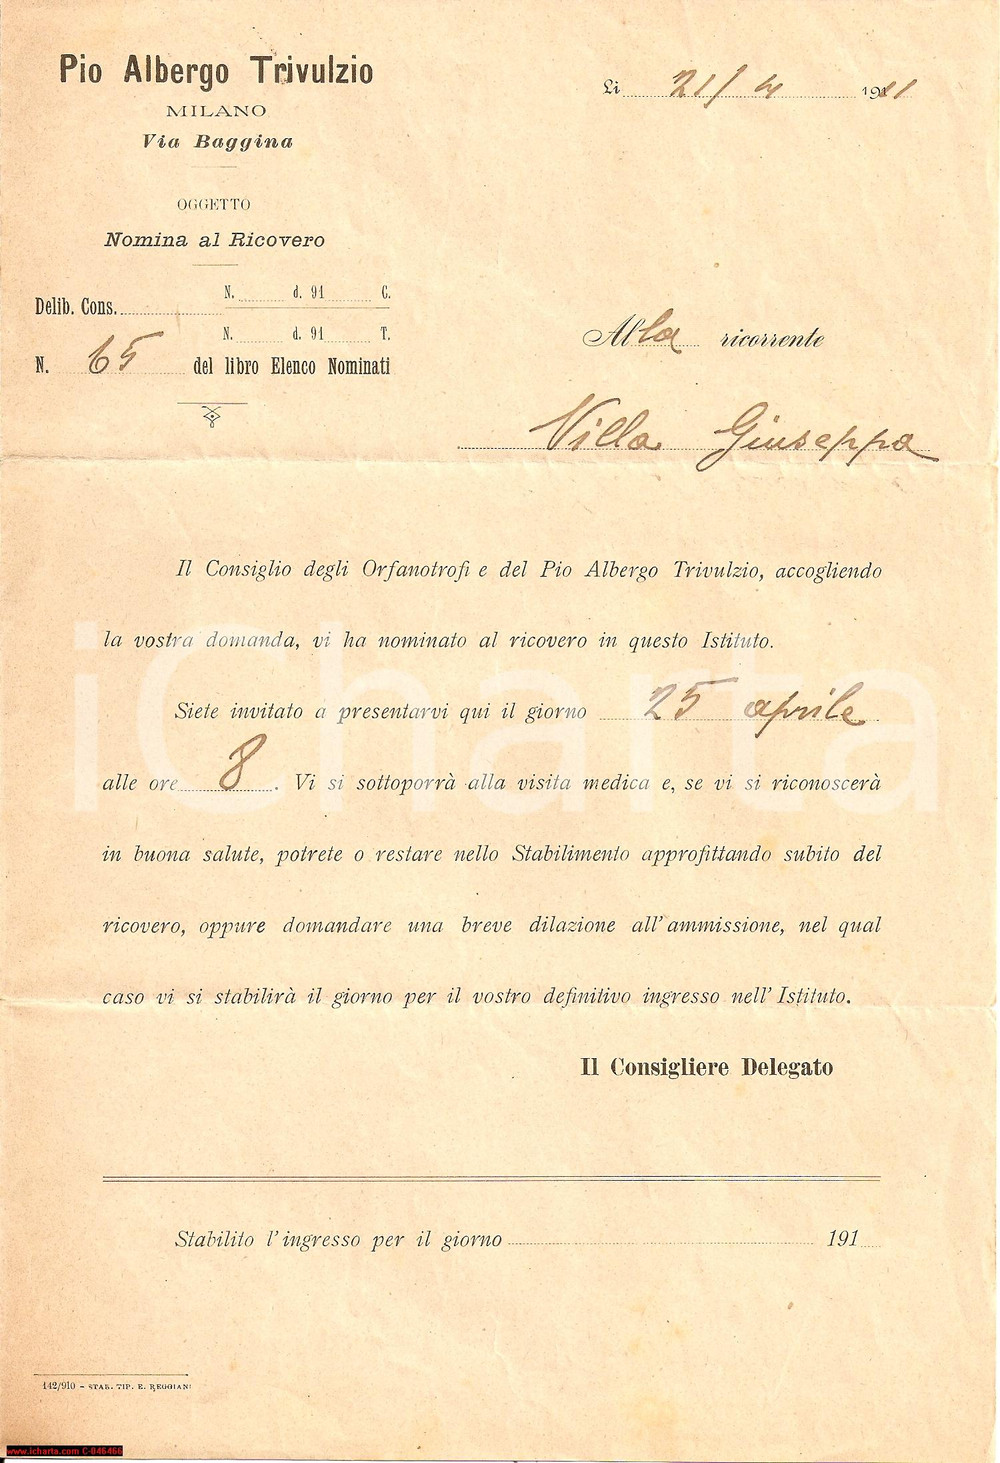 Pio Albergo Trivulzio
MILANO
Via Baggina
Li 21/4 1911
OGGETTO
Nomina al Ricovero
Delib. Cons. N. d. 91 C.
N. d. 91 T.
N. 65 del libro Elenco Nominati
Alla ricorrente
Villa Giuseppa
Il Consiglio degli Orfanotrofi e del Pio Albergo Trivulzio, accogliendo
la vostra domanda, vi ha nominato al ricovero in questo Istituto.
Siete invitato a presentarvi qui il giorno 25 aprile
alle ore 8. Vi si sottoporrà alla visita medica e, se vi si riconoscerà
in buona salute, potrete o restare nello Stabilimento approfittando subito del
ricovero, oppure domandare una breve dilazione all'ammissione, nel qual
caso vi si stabilirà il giorno per il vostro definitivo ingresso nell'Istituto.
Il Consigliere Delegato
Stabilito l'ingresso per il giorno 191
142/910 - STAB. TIP. E. REGGIANI
iCharta
www.icharta.com C-046466